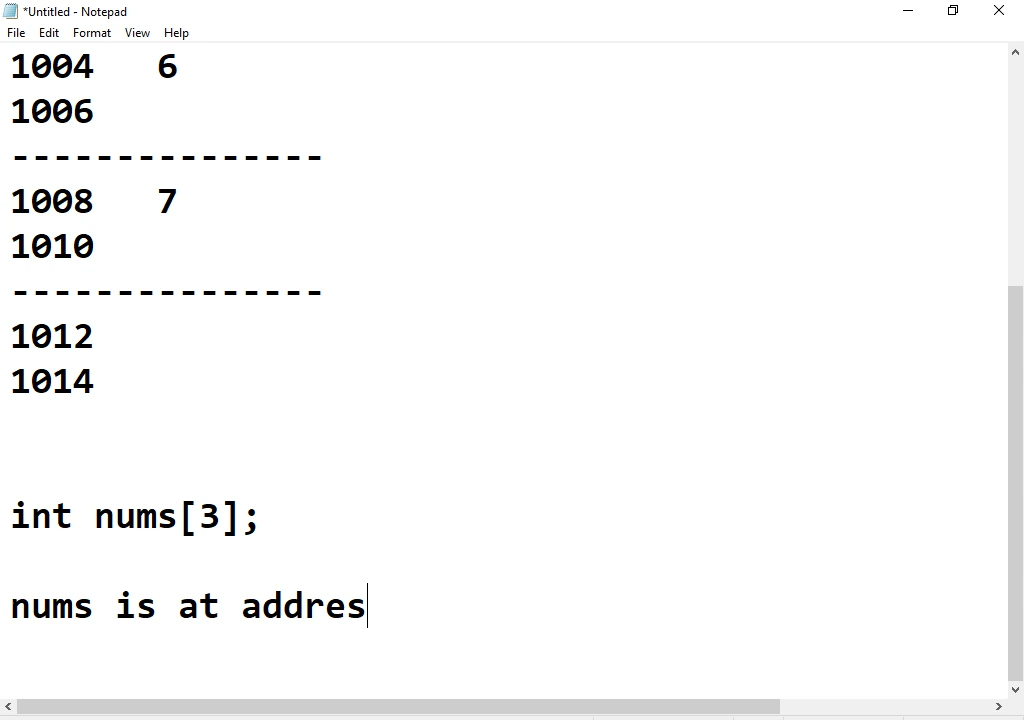 *Untitled - Notepad
File Edit Format View Help
1004 6
1006
---------------
1008 7
1010
---------------
1012
1014
int nums[3];
nums is at addres